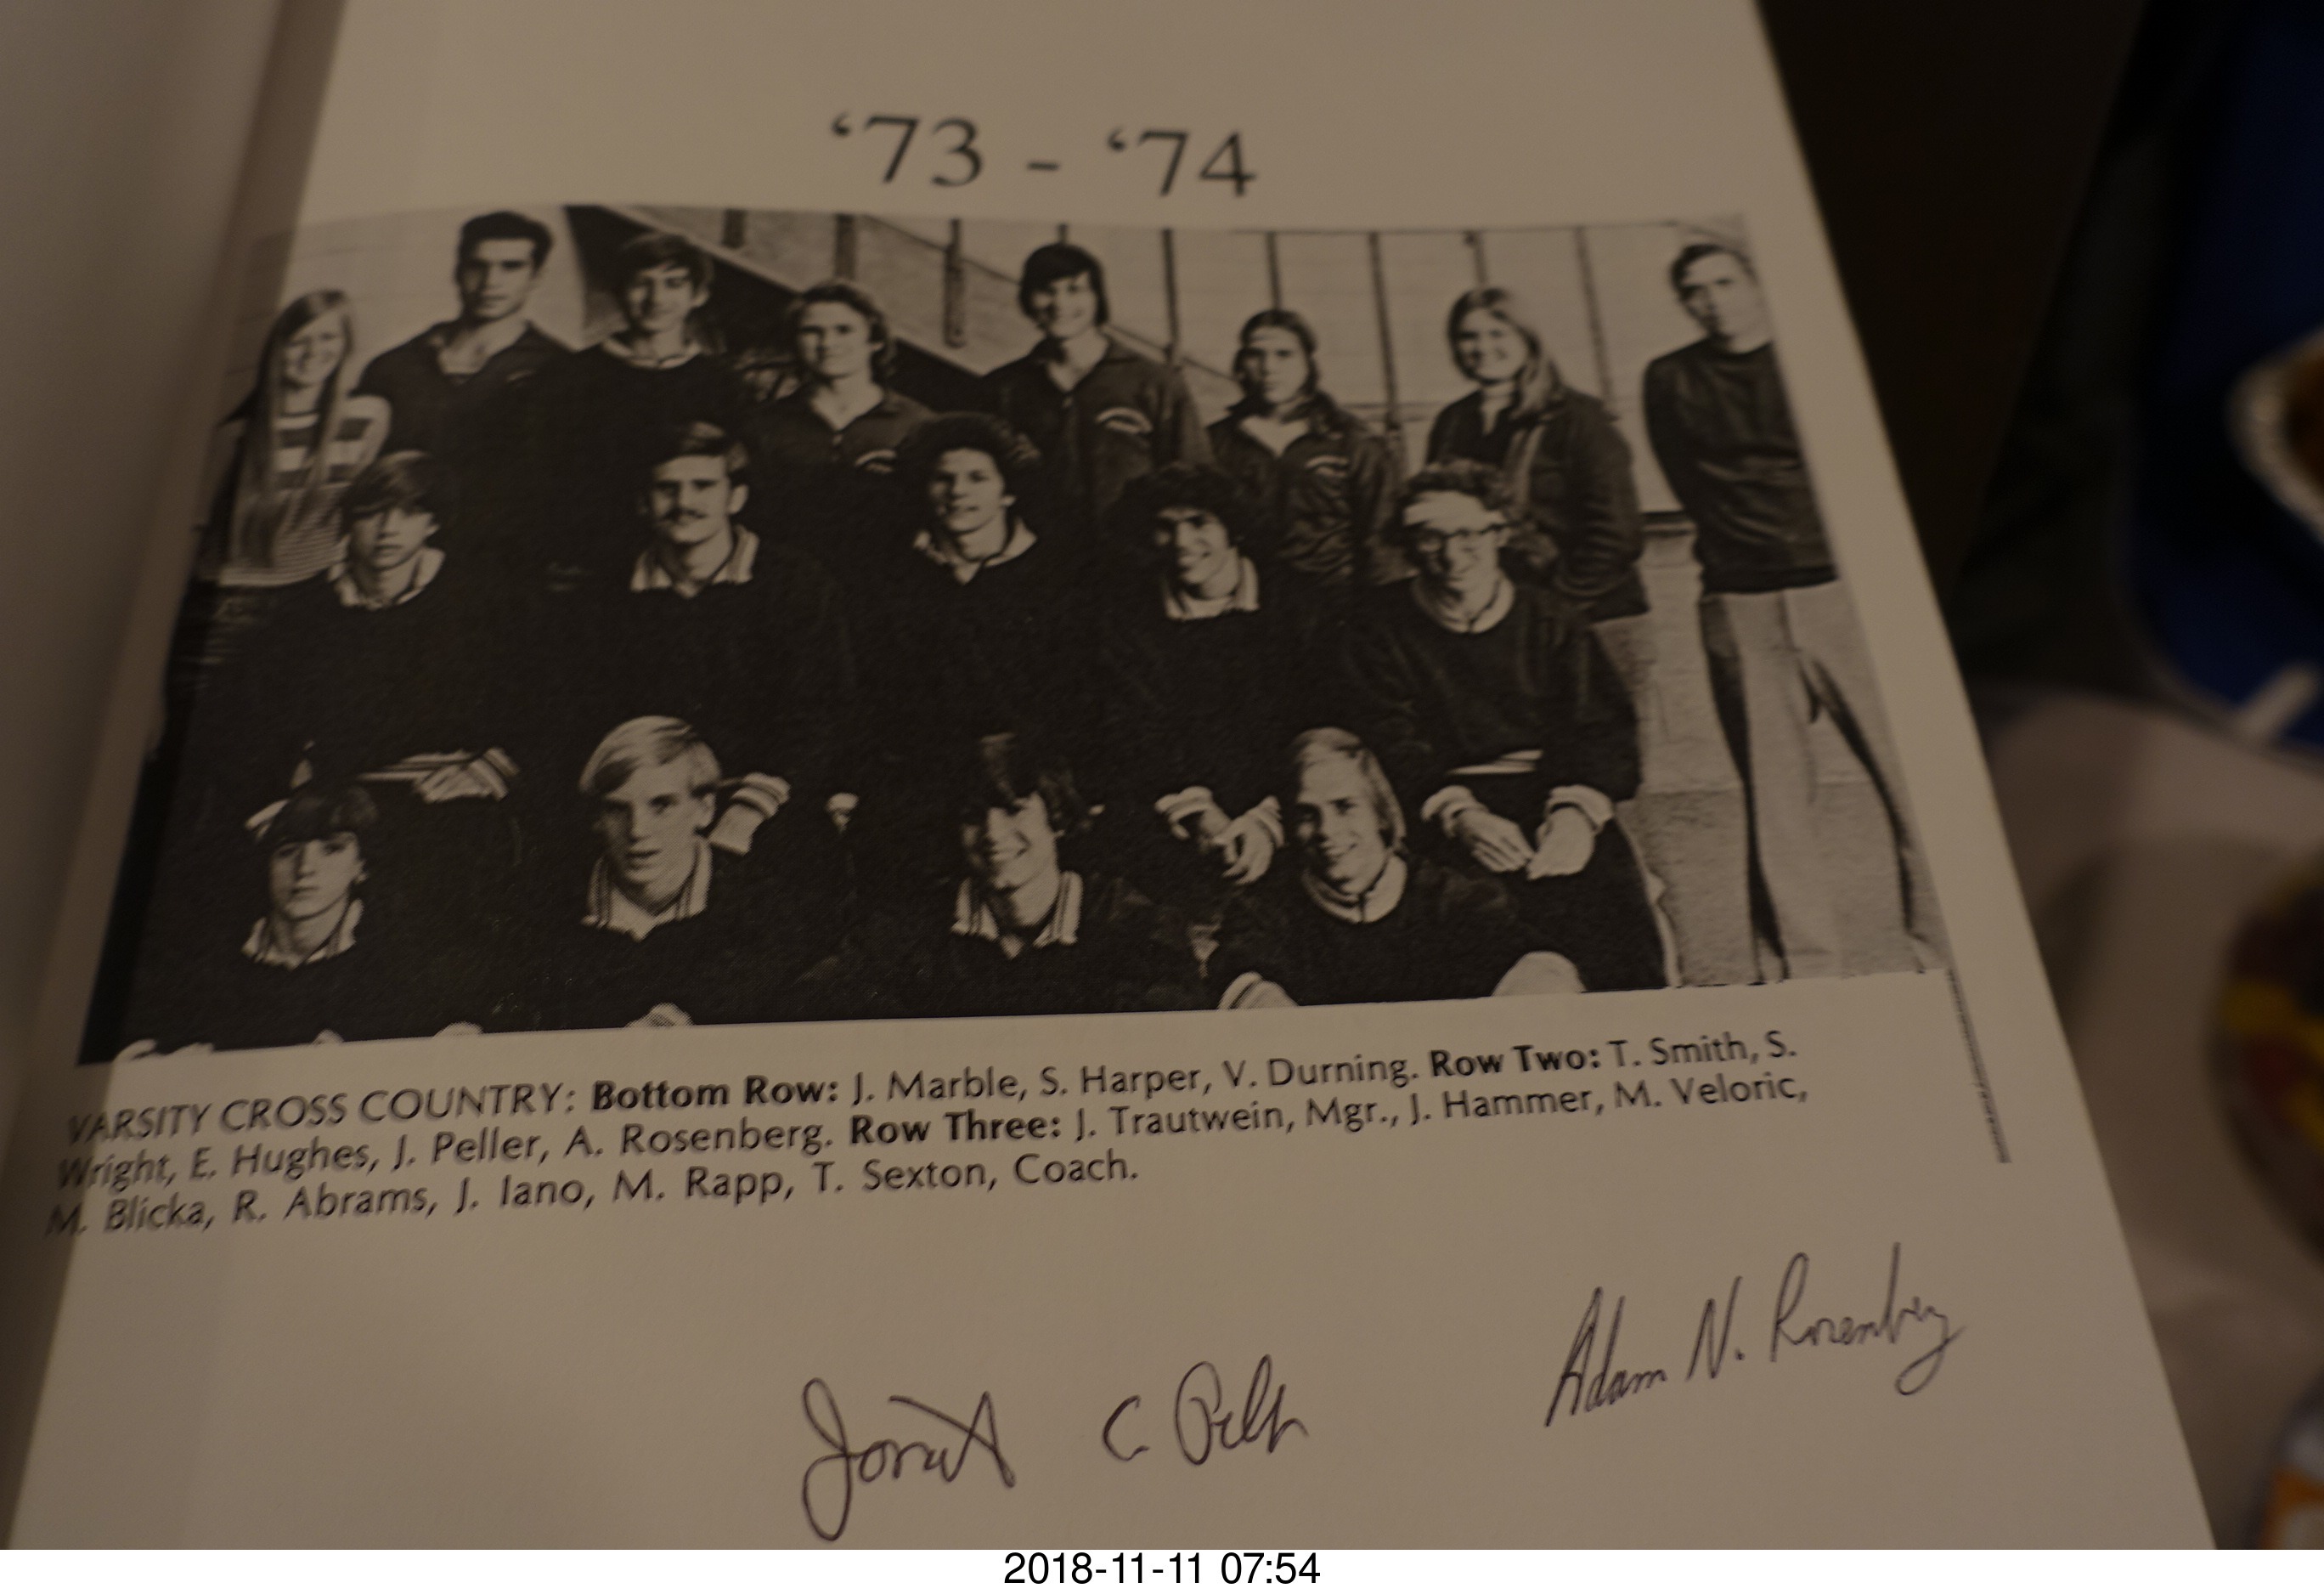 ‘73 - ‘74
VARSITY CROSS COUNTRY: Bottom Row: J. Marble, S. Harper, V. Durning. Row Two: T. Smith, S.
Wright, E. Hughes, J. Peller, A. Rosenberg. Row Three: J. Trautwein, Mgr., J. Hammer, M. Veloric,
M. Blicka, R. Abrams, J. Iano, M. Rapp, T. Sexton, Coach.
Adam N. Rosenberg
C
2018-11-11 07:54